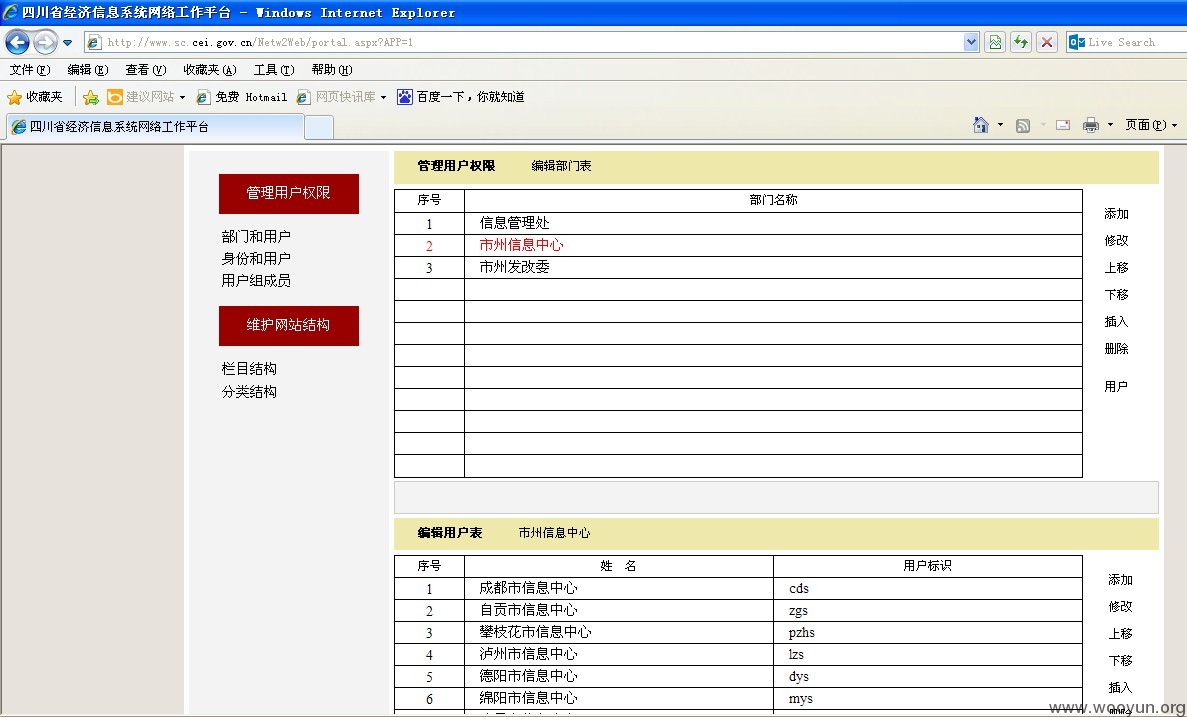 四川省经济信息系统网络工作平台 - Windows Internet Explorer
http://www.sc.cei.gov.cn/Netw2Web/portal.aspx?APP=1
Live Search
文件(F) 编辑(E) 查看(V) 收藏夹(A) 工具(T) 帮助(H)
收藏夹 建议网站 免费 Hotmail 网页快讯库 百度一下，你就知道
四川省经济信息系统网络工作平台
页面(P)
管理用户权限
部门和用户
身份和用户
用户组成员
维护网站结构
栏目结构
分类结构
管理用户权限 编辑部门表
序号 部门名称
1 信息管理处
2 市州信息中心
3 市州发改委
添加
修改
上移
下移
插入
删除
用户
编辑用户表 市州信息中心
序号 姓 名 用户标识
1 成都市信息中心 cds
2 自贡市信息中心 zgs
3 攀枝花市信息中心 pzhs
4 泸州市信息中心 lzs
5 德阳市信息中心 dys
6 绵阳市信息中心 mys
添加
修改
上移
下移
插入
www.wooyun.org